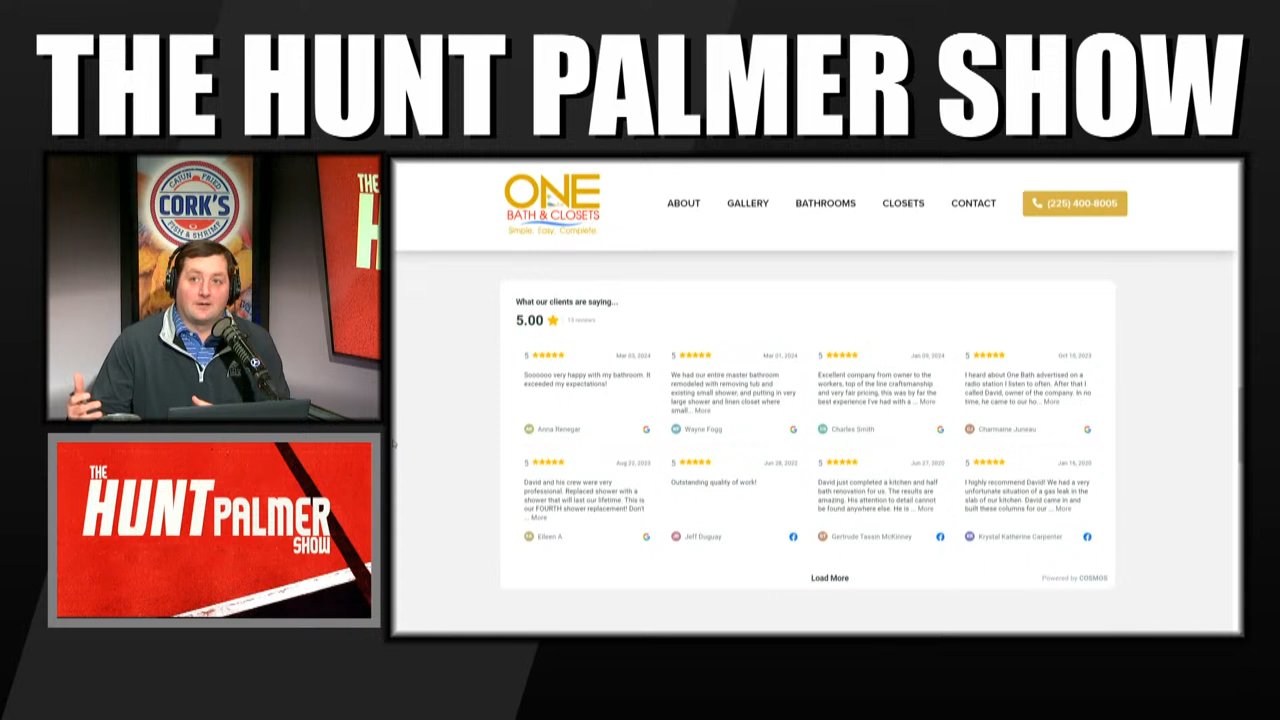 THE HUNT PALMER SHOW
CAJUN FRIED
CORK'S
FISH & SHRIMP
THE
H
ONE
BATH & CLOSETS
Simple. Easy. Complete.
ABOUT
GALLERY
BATHROOMS
CLOSETS
CONTACT
(225) 400-8005
What our clients are saying...
5.00
13 reviews
5
Mar 03, 2024
Soooooo very happy with my bathroom. It
exceeded my expectations!
Anna Renegar
5
Mar 01, 2024
We had our entire master bathroom
remodeled with removing tub and
existing small shower, and putting in very
large shower and linen closet where
small... More
Wayne Fogg
5
Jan 09, 2024
Excellent company from owner to the
workers, top of the line craftsmanship
and very fair pricing, this was by far the
best experience I've had with a ... More
Charles Smith
5
Oct 10, 2023
I heard about One Bath advertised on a
radio station I listen to often. After that I
called David, owner of the company. In no
time, he came to our ho... More
Charmaine Juneau
5
Aug 22, 2023
David and his crew were very
professional. Replaced shower with a
shower that will last our lifetime. This is
our FOURTH shower replacement! Don't
... More
Eileen A
5
Jun 28, 2022
Outstanding quality of work!
Jeff Duguay
5
Jun 27, 2020
David just completed a kitchen and half
bath renovation for us. The results are
amazing. His attention to detail cannot
be found anywhere else. He is ... More
Gertrude Tassin McKinney
5
Jan 16, 2020
I highly recommend David! We had a very
unfortunate situation of a gas leak in the
slab of our kitchen. David came in and
built these columns for our ... More
Krystal Katherine Carpenter
Load More
Powered by COSMOS
THE
HUNT PALMER
SHOW